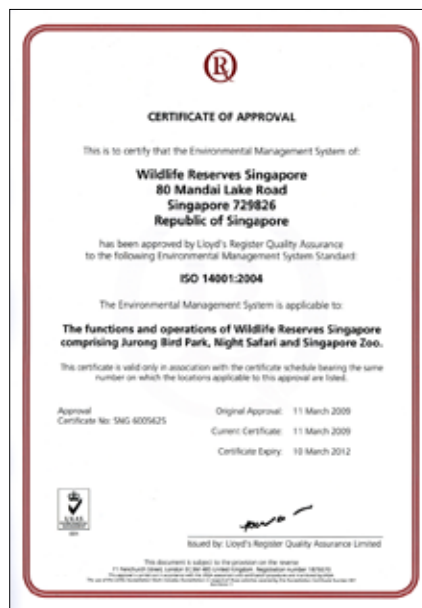 LR
CERTIFICATE OF APPROVAL
This is to certify that the Environmental Management System of:
Wildlife Reserves Singapore
80 Mandai Lake Road
Singapore 729826
Republic of Singapore
has been approved by Lloyd's Register Quality Assurance
to the following Environmental Management System Standard:
ISO 14001:2004
The Environmental Management System is applicable to:
The functions and operations of Wildlife Reserves Singapore
comprising Jurong Bird Park, Night Safari and Singapore Zoo.
This certificate is valid only in association with the certificate schedule bearing the same
number on which the locations applicable to this approval are listed.
Approval
Certificate No: SNG 6005625
Original Approval: 11 March 2009
Current Certificate: 11 March 2009
Certificate Expiry: 10 March 2012
UKAS
001
Issued by: Lloyd's Register Quality Assurance Limited
This document is subject to the provision on the reverse